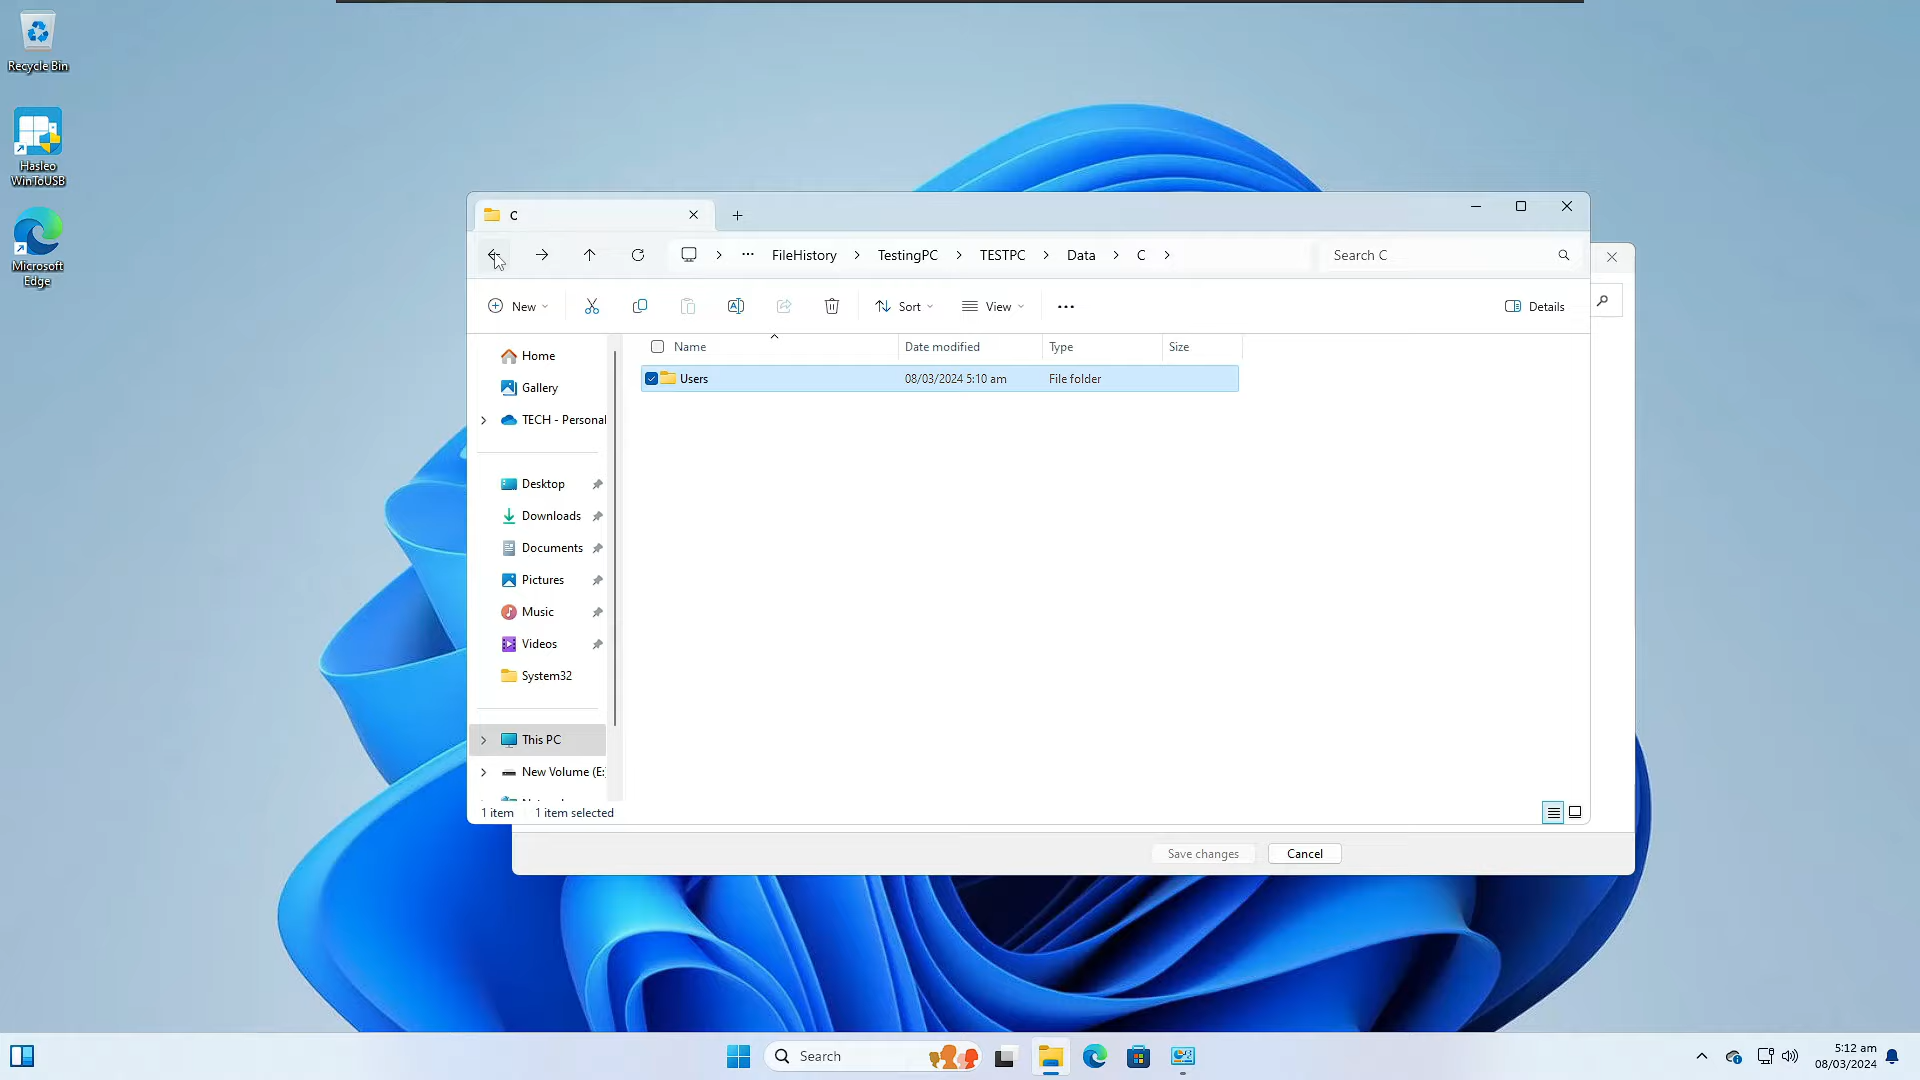 Recycle Bin
Hasleo
WinToUSB
Microsoft
Edge
C
FileHistory
TestingPC
TESTPC
Data
C
Search C
New
Sort
View
Details
Name
Date modified
Type
Size
Users
08/03/2024 5:10 am
File folder
Home
Gallery
TECH - Personal
Desktop
Downloads
Documents
Pictures
Music
Videos
System32
This PC
New Volume (E:
1 item
1 item selected
Save changes
Cancel
Search
5:12 am
08/03/2024